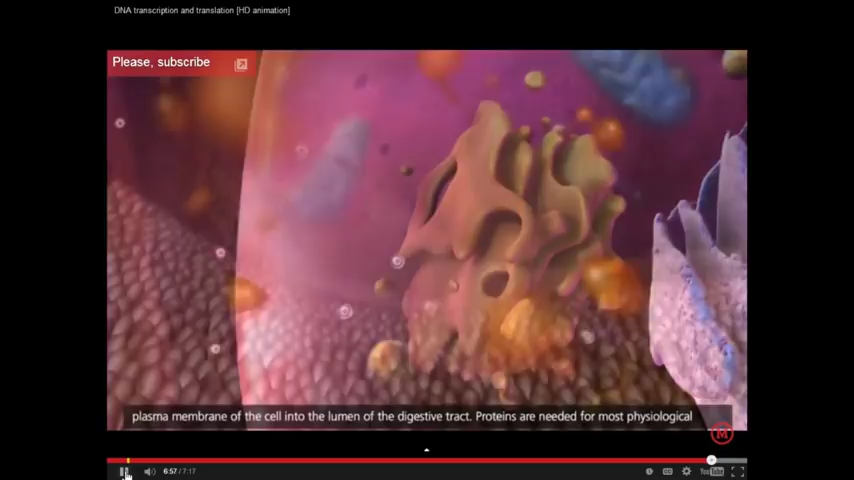 DNA transcription and translation [HD animation]
Please, subscribe
plasma membrane of the cell into the lumen of the digestive tract. Proteins are needed for most physiological
M
6:57 / 7:17
YouTube